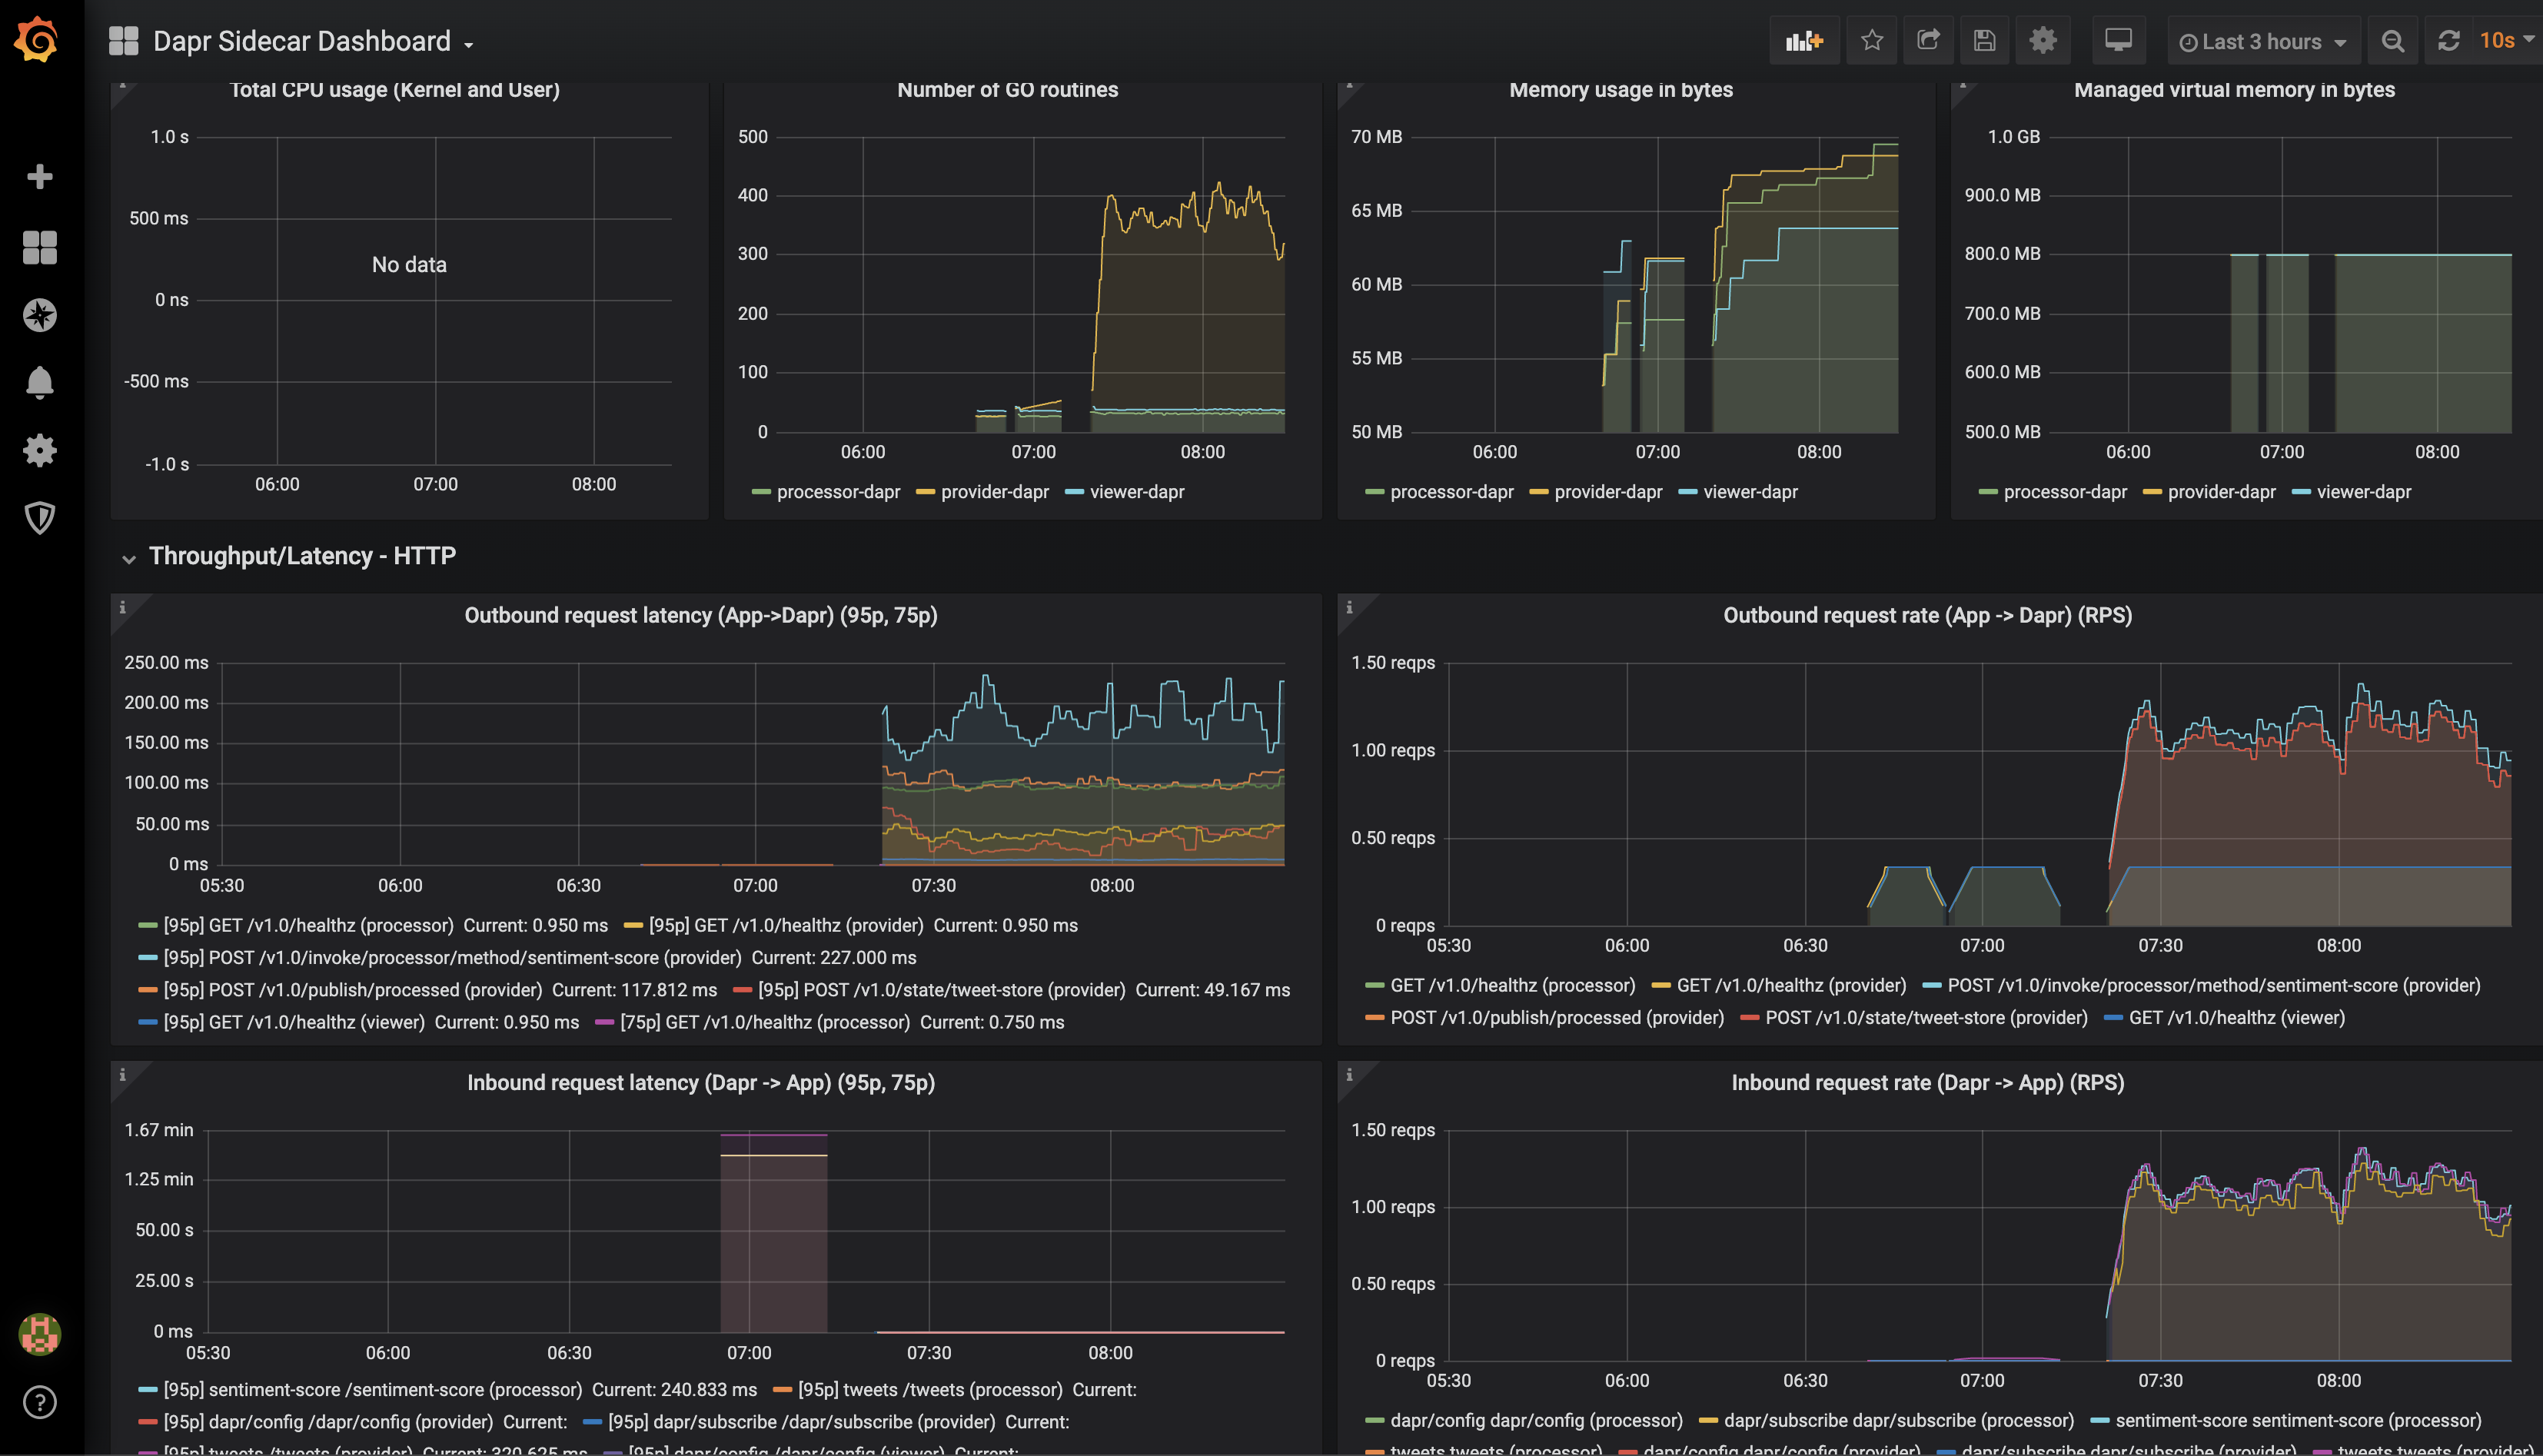 Dapr Sidecar Dashboard
Last 3 hours
10s
Total CPU usage (Kernel and User)
1.0 s
500 ms
0 ns
-500 ms
-1.0 s
No data
06:00 07:00 08:00
Number of GO routines
500
400
300
200
100
0
06:00 07:00 08:00
processor-dapr provider-dapr viewer-dapr
Memory usage in bytes
70 MB
65 MB
60 MB
55 MB
50 MB
06:00 07:00 08:00
processor-dapr provider-dapr viewer-dapr
Managed virtual memory in bytes
1.0 GB
900.0 MB
800.0 MB
700.0 MB
600.0 MB
500.0 MB
06:00 07:00 08:00
processor-dapr provider-dapr viewer-dapr
Throughput/Latency - HTTP
Outbound request latency (App->Dapr) (95p, 75p)
250.00 ms
200.00 ms
150.00 ms
100.00 ms
50.00 ms
0 ms
05:30 06:00 06:30 07:00 07:30 08:00
[95p] GET /v1.0/healthz (processor) Current: 0.950 ms [95p] GET /v1.0/healthz (provider) Current: 0.950 ms
[95p] POST /v1.0/invoke/processor/method/sentiment-score (provider) Current: 227.000 ms
[95p] POST /v1.0/publish/processed (provider) Current: 117.812 ms [95p] POST /v1.0/state/tweet-store (provider) Current: 49.167 ms
[95p] GET /v1.0/healthz (viewer) Current: 0.950 ms [75p] GET /v1.0/healthz (processor) Current: 0.750 ms
Outbound request rate (App -> Dapr) (RPS)
1.50 reqps
1.00 reqps
0.50 reqps
0 reqps
05:30 06:00 06:30 07:00 07:30 08:00
GET /v1.0/healthz (processor) GET /v1.0/healthz (provider) POST /v1.0/invoke/processor/method/sentiment-score (provider)
POST /v1.0/publish/processed (provider) POST /v1.0/state/tweet-store (provider) GET /v1.0/healthz (viewer)
Inbound request latency (Dapr -> App) (95p, 75p)
1.67 min
1.25 min
50.00 s
25.00 s
0 ms
05:30 06:00 06:30 07:00 07:30 08:00
[95p] sentiment-score /sentiment-score (processor) Current: 240.833 ms [95p] tweets /tweets (processor) Current:
[95p] dapr/config /dapr/config (provider) Current: [95p] dapr/subscribe /dapr/subscribe (provider) Current:
[95p] tweets /tweets (provider) Current: 320.625 ms [95p] dapr/config /dapr/config (viewer) Current:
Inbound request rate (Dapr -> App) (RPS)
1.50 reqps
1.00 reqps
0.50 reqps
0 reqps
05:30 06:00 06:30 07:00 07:30 08:00
dapr/config dapr/config (processor) dapr/subscribe dapr/subscribe (processor) sentiment-score sentiment-score (processor)
tweets tweets (processor) dapr/config dapr/config (provider) dapr/subscribe dapr/subscribe (provider) tweets tweets (provider)